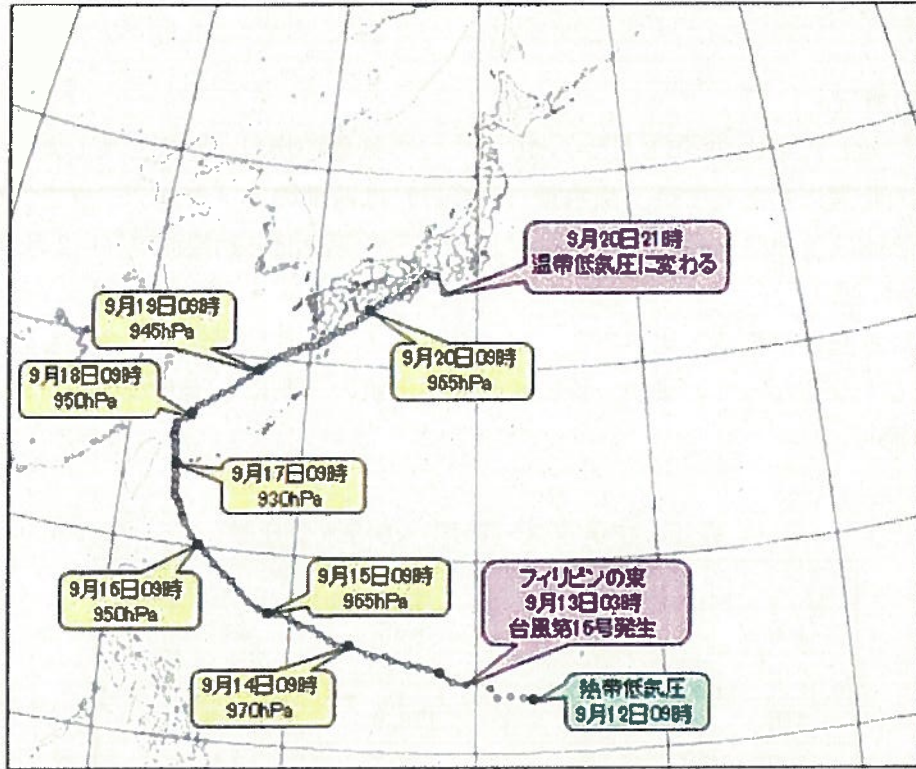 9月20日21時
温帯低気圧に変わる
9月19日09時
945hPa
9月20日09時
955hPa
9月18日09時
950hPa
9月17日09時
930hPa
9月16日09時
950hPa
9月15日09時
965hPa
フィリピンの東
9月13日03時
台風第16号発生
9月14日09時
970hPa
熱帯低気圧
9月12日09時